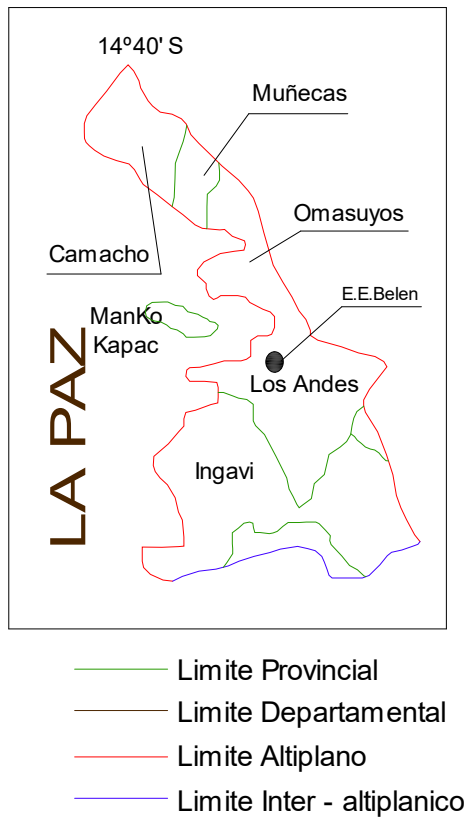 14º40' S
Muñecas
Omasuyos
Camacho
E.E.Belen
ManKo
Kapac
Los Andes
LA PAZ
Ingavi
Limite Provincial
Limite Departamental
Limite Altiplano
Limite Inter - altiplanico